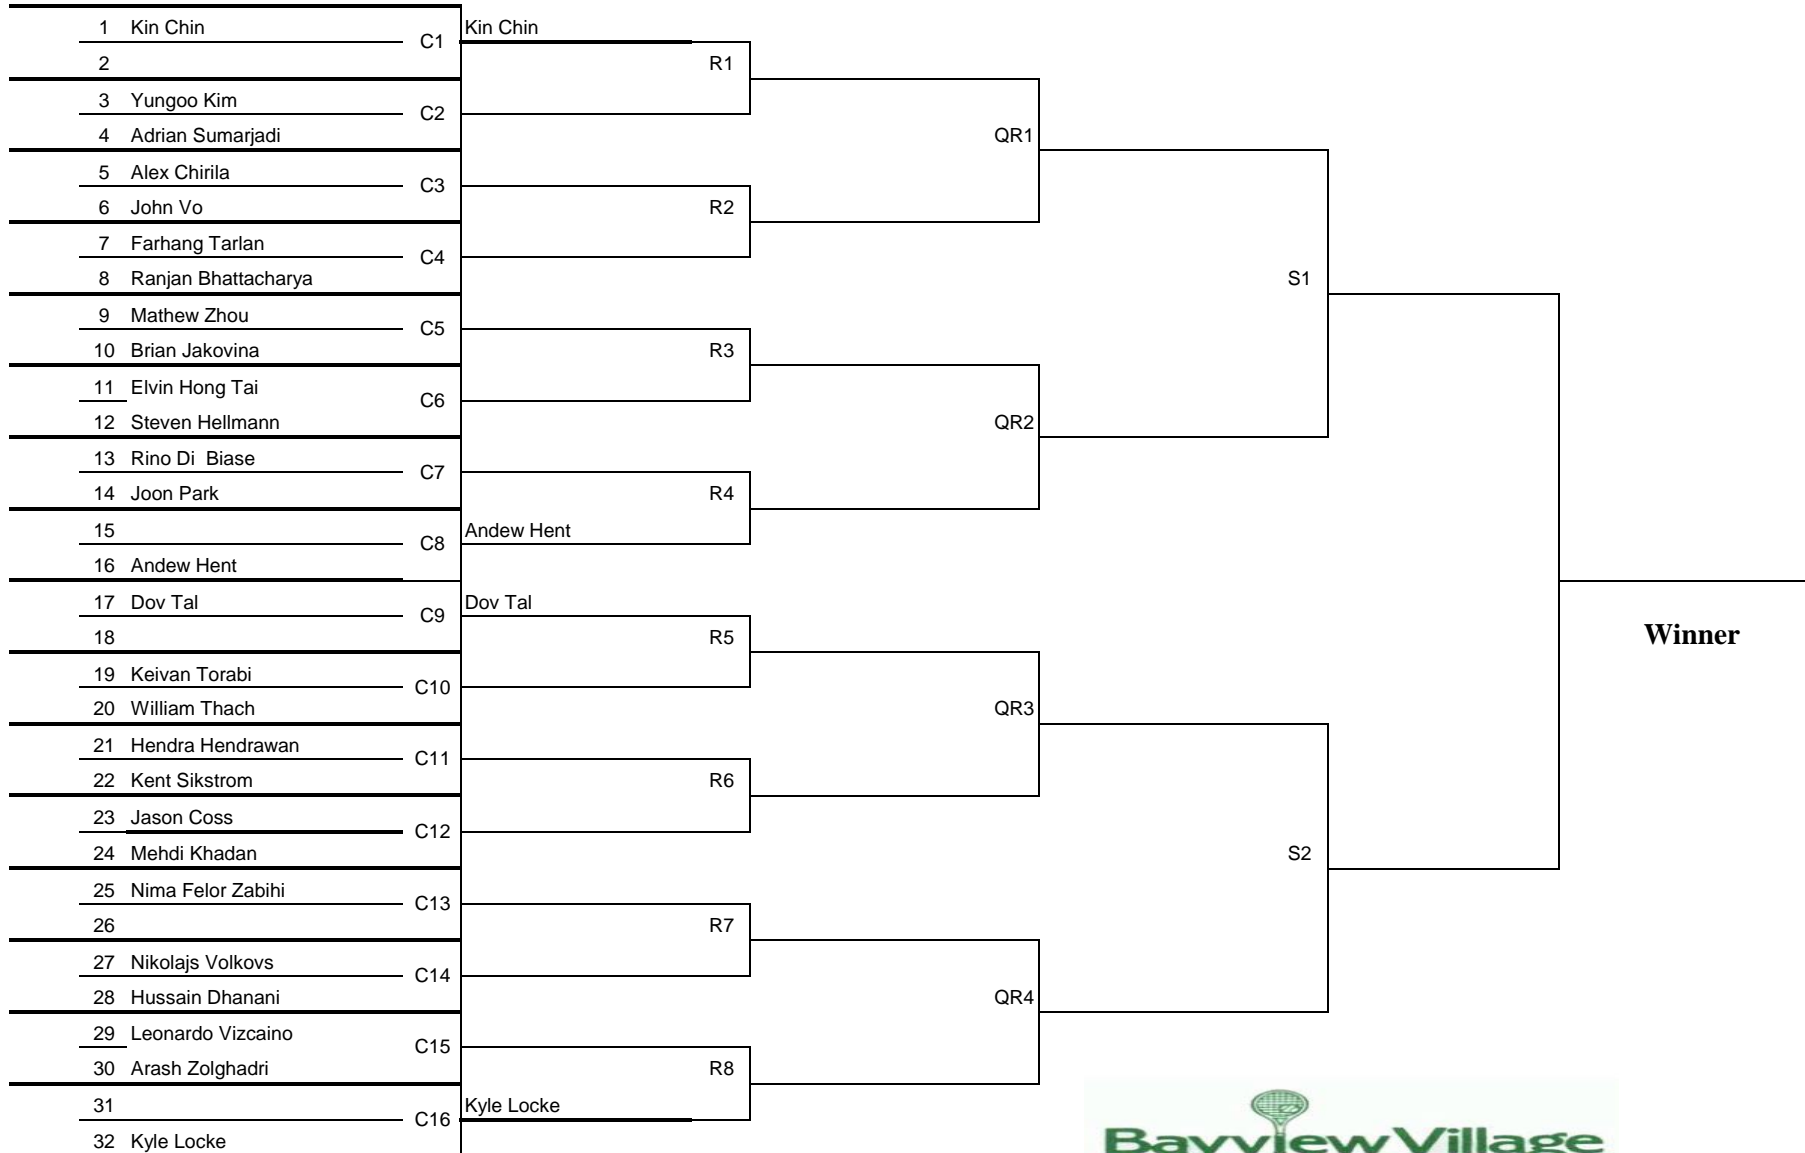 1 Kin Chin C1 Kin Chin
2 R1
3 Yungoo Kim C2
4 Adrian Sumarjadi QR1
5 Alex Chirila C3
6 John Vo R2
7 Farhang Tarlan C4
8 Ranjan Bhattacharya S1
9 Mathew Zhou C5
10 Brian Jakovina R3
11 Elvin Hong Tai C6
12 Steven Hellmann QR2
13 Rino Di  Biase C7
14 Joon Park R4
15 C8 Andew Hent
16 Andew Hent
17 Dov Tal C9 Dov Tal
18 R5 Winner
19 Keivan Torabi C10
20 William Thach QR3
21 Hendra Hendrawan C11
22 Kent Sikstrom R6
23 Jason Coss C12
24 Mehdi Khadan S2
25 Nima Felor Zabihi C13
26 R7
27 Nikolajs Volkovs C14
28 Hussain Dhanani QR4
29 Leonardo Vizcaino C15
30 Arash Zolghadri R8
31 C16 Kyle Locke
32 Kyle Locke
Bayview Village